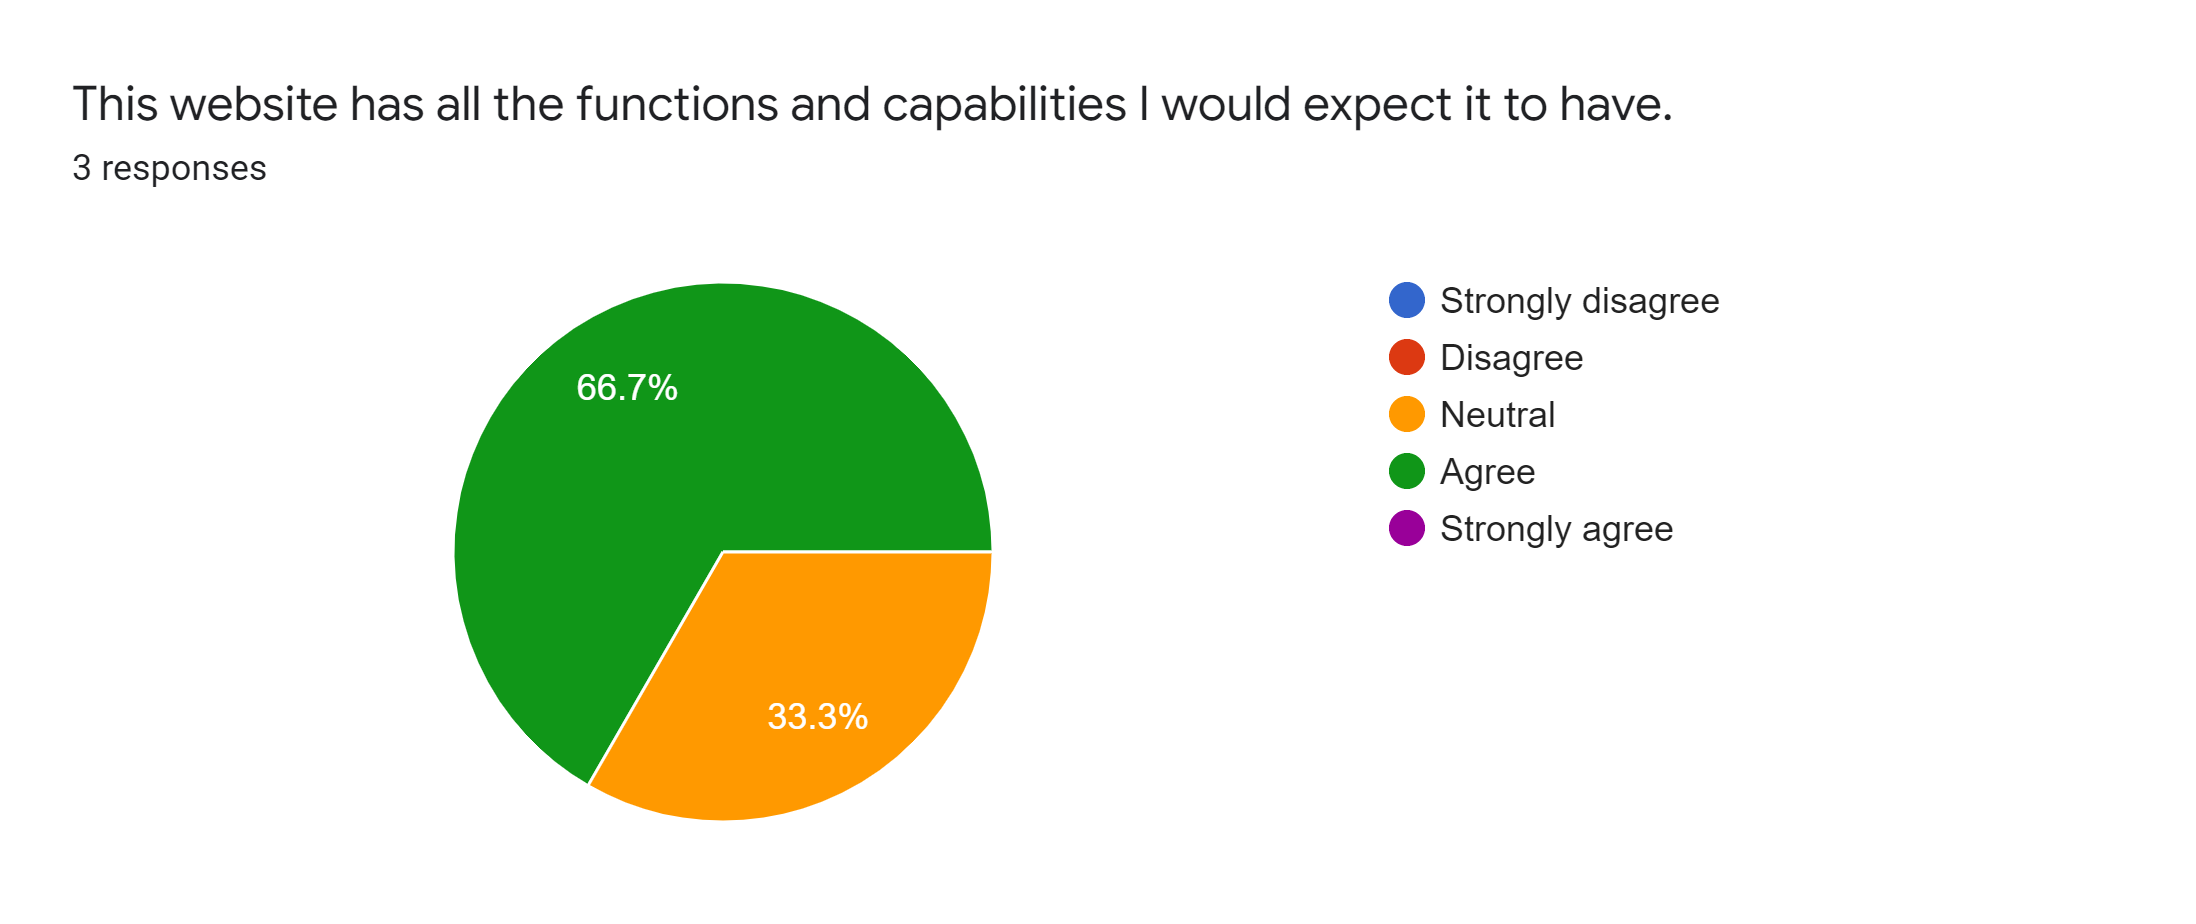 This website has all the functions and capabilities I would expect it to have.
3 responses
66.7%
33.3%
Strongly disagree
Disagree
Neutral
Agree
Strongly agree